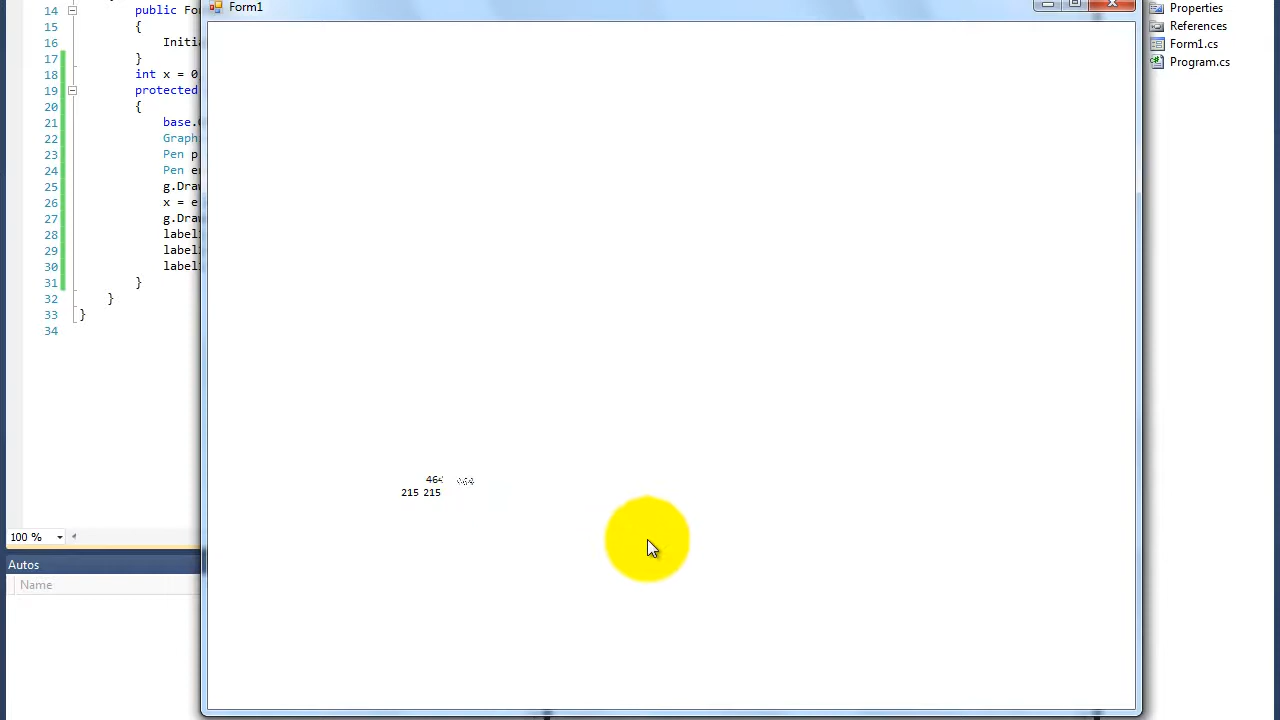 Form1
14 public Fo
15 {
16 Initi
17 }
18 int x = 0
19 protected
20 {
21 base.
22 Graph
23 Pen p
24 Pen e
25 g.Dra
26 x = e
27 g.Dra
28 label
29 label
30 label
31 }
32 }
33 }
34
Properties
References
Form1.cs
Program.cs
464
215 215
100 %
Autos
Name